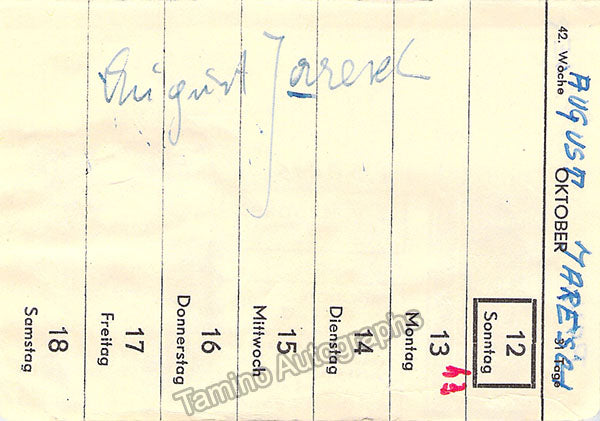 August Jaresch
42. Woche OKTOBER 31 Tage
AUGUST JARESCH
12 Sonntag
13 Montag
14 Dienstag
15 Mittwoch
16 Donnerstag
17 Freitag
18 Samstag
Tamino Autographs